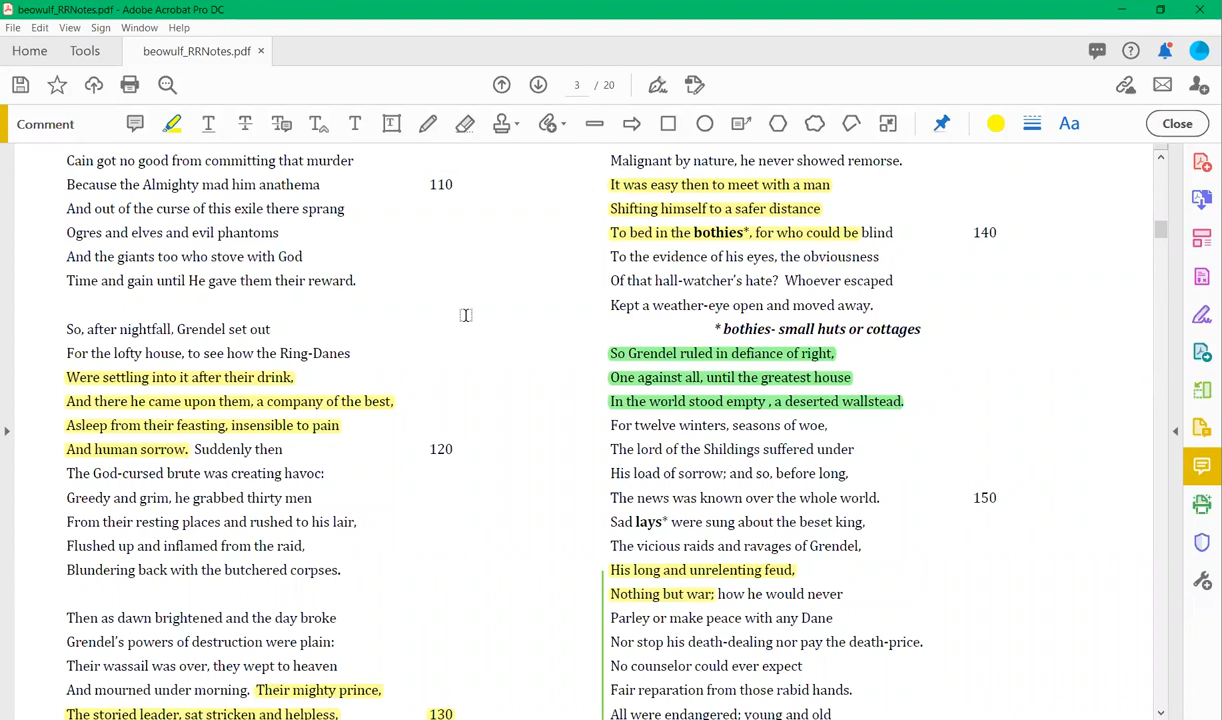 beowulf_RRNotes.pdf - Adobe Acrobat Pro DC
File Edit View Sign Window Help
Home Tools beowulf_RRNotes.pdf ×
3 / 20
Comment
Aa
Close
Cain got no good from committing that murder
Because the Almighty mad him anathema 110
And out of the curse of this exile there sprang
Ogres and elves and evil phantoms
And the giants too who stove with God
Time and gain until He gave them their reward.
So, after nightfall, Grendel set out
For the lofty house, to see how the Ring-Danes
Were settling into it after their drink,
And there he came upon them, a company of the best,
Asleep from their feasting, insensible to pain
And human sorrow. Suddenly then 120
The God-cursed brute was creating havoc:
Greedy and grim, he grabbed thirty men
From their resting places and rushed to his lair,
Flushed up and inflamed from the raid,
Blundering back with the butchered corpses.
Then as dawn brightened and the day broke
Grendel's powers of destruction were plain:
Their wassail was over, they wept to heaven
And mourned under morning. Their mighty prince,
The storied leader, sat stricken and helpless, 130
Malignant by nature, he never showed remorse.
It was easy then to meet with a man
Shifting himself to a safer distance
To bed in the bothies*, for who could be blind 140
To the evidence of his eyes, the obviousness
Of that hall-watcher's hate? Whoever escaped
Kept a weather-eye open and moved away.
* bothies- small huts or cottages
So Grendel ruled in defiance of right,
One against all, until the greatest house
In the world stood empty , a deserted wallstead.
For twelve winters, seasons of woe,
The lord of the Shildings suffered under
His load of sorrow; and so, before long,
The news was known over the whole world. 150
Sad lays* were sung about the beset king,
The vicious raids and ravages of Grendel,
His long and unrelenting feud,
Nothing but war; how he would never
Parley or make peace with any Dane
Nor stop his death-dealing nor pay the death-price.
No counselor could ever expect
Fair reparation from those rabid hands.
All were endangered; young and old